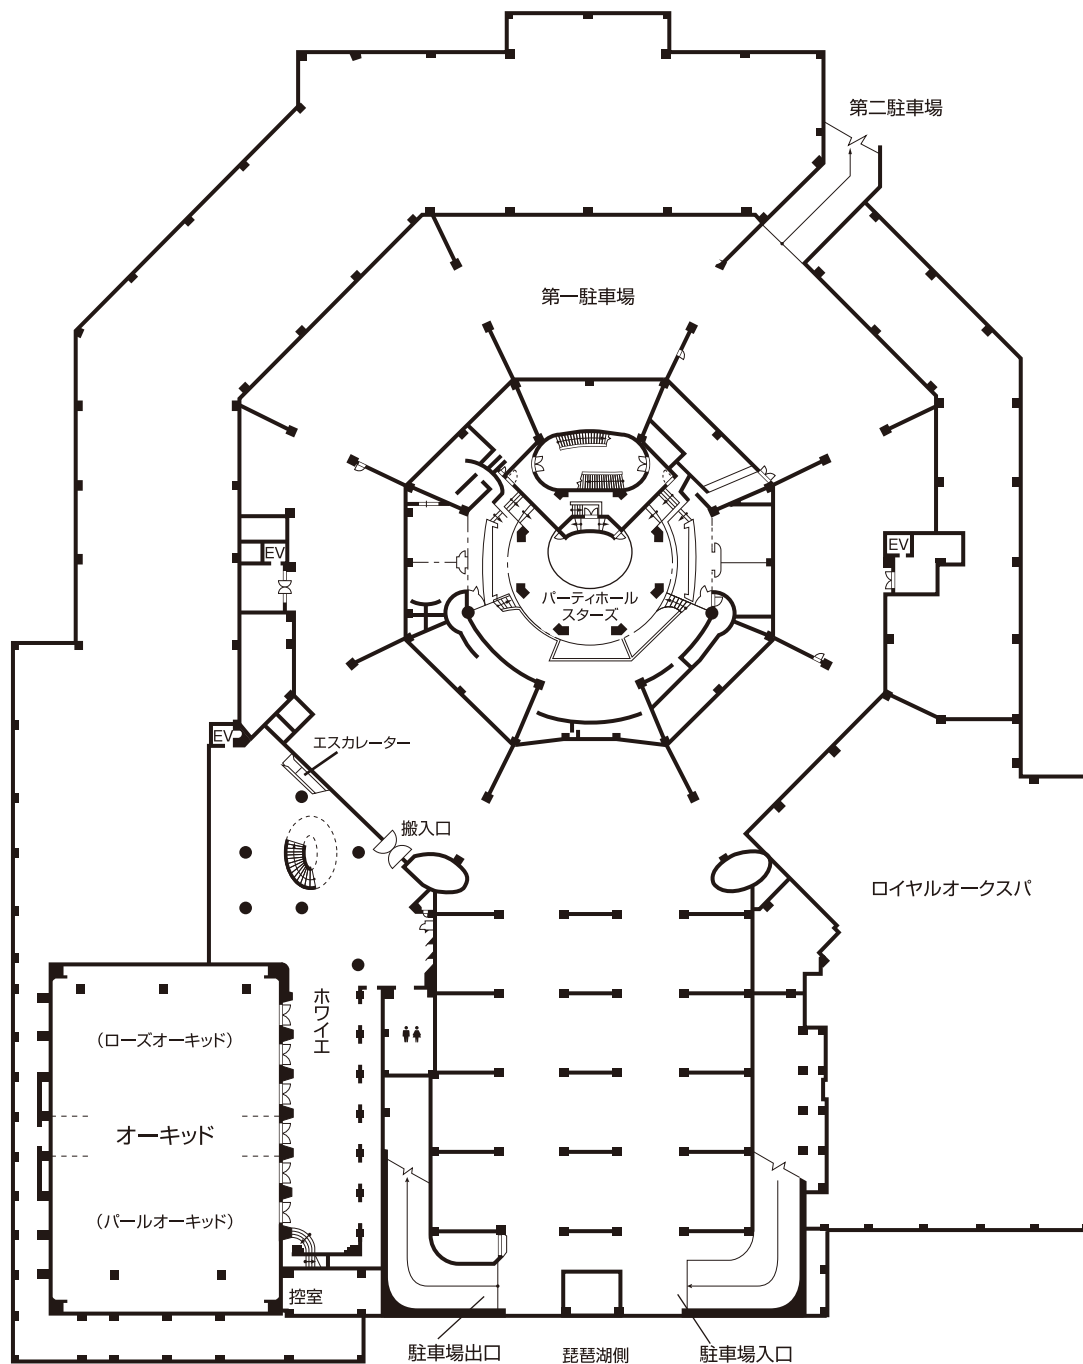 第二駐車場
第一駐車場
EV
EV
パーティホール
スターズ
EV
エスカレーター
搬入口
ロイヤルオークスパ
ホワイエ
(ローズオーキッド)
オーキッド
(パールオーキッド)
控室
駐車場出口
琵琶湖側
駐車場入口